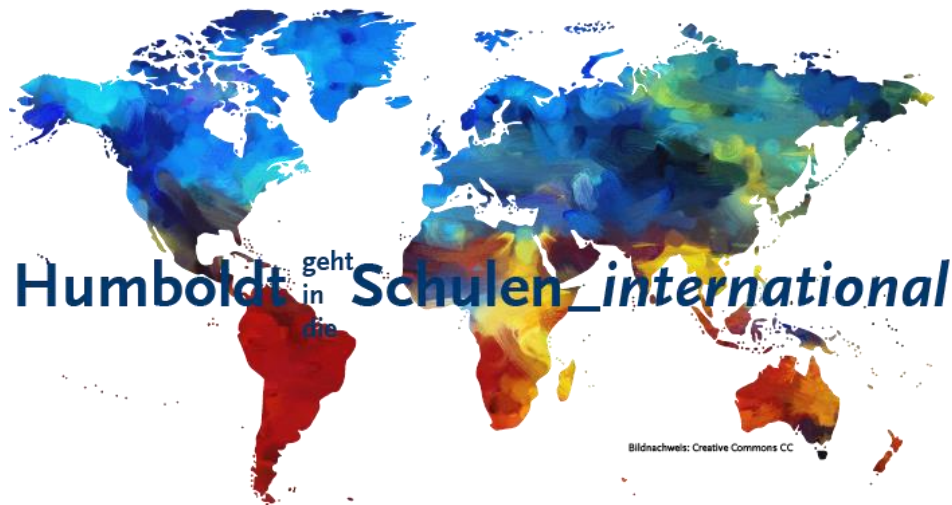 Humboldt geht in die Schulen_international
Bildnachweis: Creative Commons CC